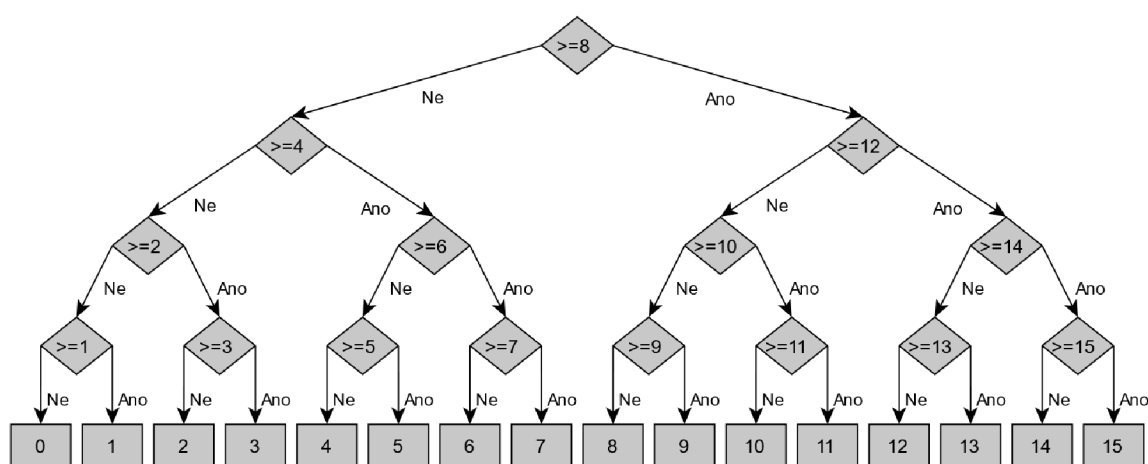 >=8
Ne Ano
>=4 >=12
Ne Ano Ne Ano
>=2 >=6 >=10 >=14
Ne Ano Ne Ano Ne Ano Ne Ano
>=1 >=3 >=5 >=7 >=9 >=11 >=13 >=15
Ne Ano Ne Ano Ne Ano Ne Ano Ne Ano Ne Ano Ne Ano Ne Ano
0 1 2 3 4 5 6 7 8 9 10 11 12 13 14 15